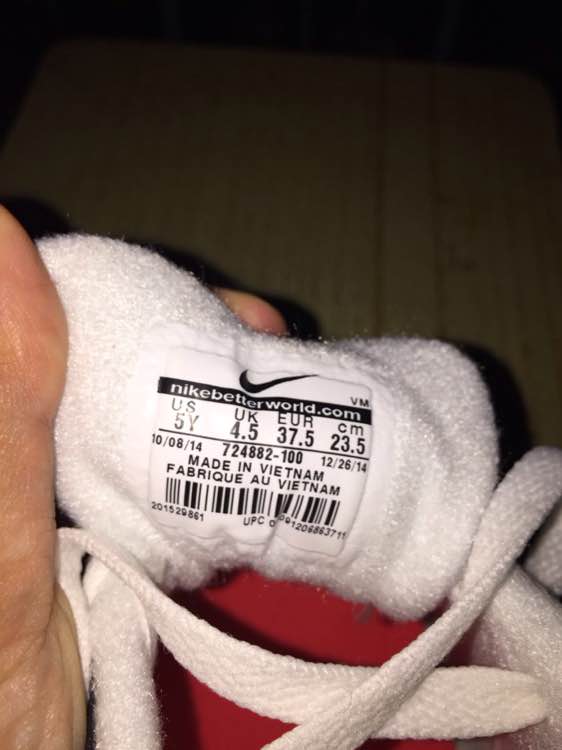 VM
nikebetterworld.com
US UK EUR cm
5Y 4.5 37.5 23.5
10/08/14 724882-100 12/26/14
MADE IN VIETNAM
FABRIQUE AU VIETNAM
201529861 UPC